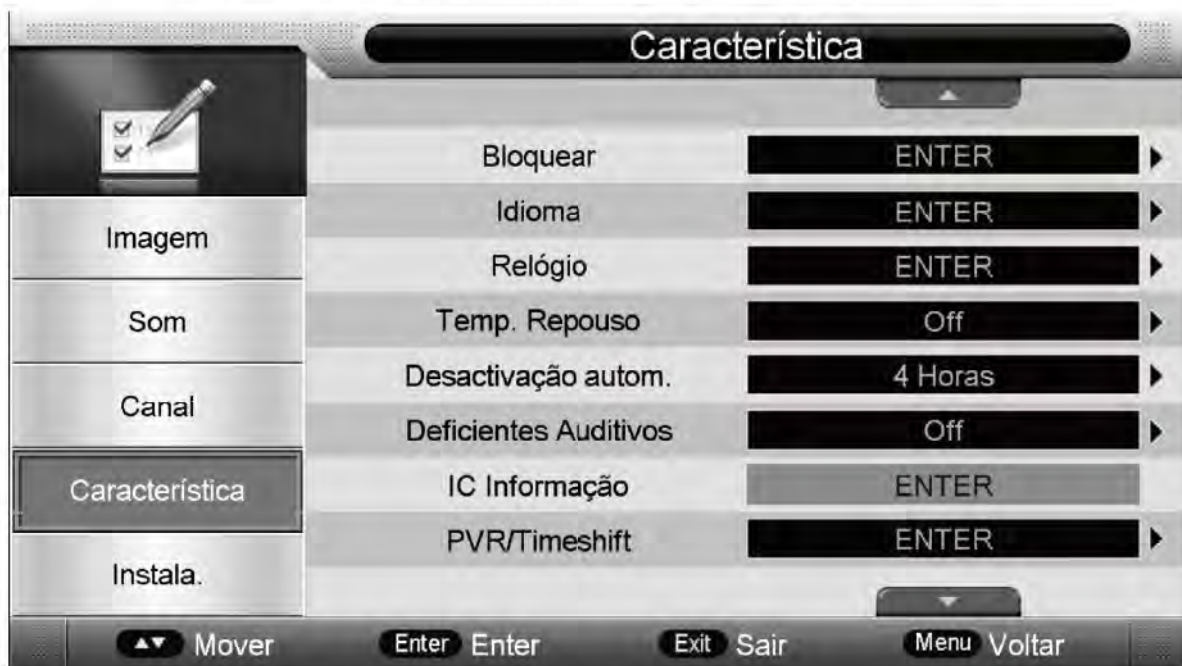 Característica
Bloquear ENTER
Idioma ENTER
Relógio ENTER
Temp. Repouso Off
Desactivação autom. 4 Horas
Deficientes Auditivos Off
IC Informação ENTER
PVR/Timeshift ENTER
Imagem
Som
Canal
Característica
Instala.
Mover Enter Enter Exit Sair Menu Voltar